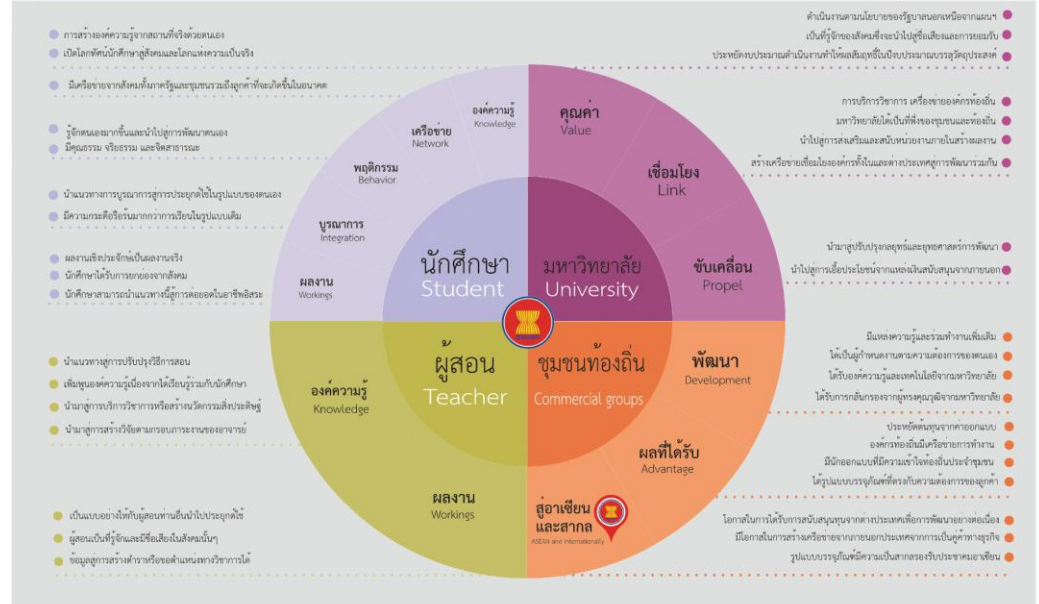 การสร้างองค์ความรู้จากสถานที่จริงด้วยตนเอง
เปิดโลกทัศน์นักศึกษาสู่สังคมและโลกแห่งความเป็นจริง
มีเครือข่ายจากสังคมทั้งภาครัฐและชุมชนรวมถึงลูกค้าที่จะเกิดขึ้นในอนาคต
รู้จักตนเองมากขึ้นและนำไปสู่การพัฒนาตนเอง
มีคุณธรรม จริยธรรม และจิตสาธารณะ
นำแนวทางการบูรณาการสู่การประยุกต์ใช้ในรูปแบบของตนเอง
มีความกระตือรือร้นมากกว่าการเรียนในรูปแบบเดิม
ผลงานเชิงประจักษ์เป็นผลงานจริง
นักศึกษาได้รับการยกย่องจากสังคม
นักศึกษาสามารถนำแนวทางนี้สู่การต่อยอดในอาชีพอิสระ
องค์ความรู้
Knowledge
เครือข่าย
Network
พฤติกรรม
Behavior
บูรณาการ
Integration
ผลงาน
Workings
นักศึกษา
Student
คุณค่า
Value
เชื่อมโยง
Link
ขับเคลื่อน
Propel
มหาวิทยาลัย
University
ดำเนินงานตามนโยบายของรัฐบาลนอกเหนือจากแผนฯ
เป็นที่รู้จักของสังคมซึ่งจะนำไปสู่ชื่อเสียงและการยอมรับ
ประหยัดงบประมาณดำเนินงานทำให้ผลสัมฤทธิ์ในปีงบประมาณบรรลุวัตถุประสงค์
การบริการวิชาการ เครือข่ายองค์กรท้องถิ่น
มหาวิทยาลัยได้เป็นที่พึ่งของชุมชนและท้องถิ่น
นำไปสู่การส่งเสริมและสนับหน่วยงานภายในสร้างผลงาน
สร้างเครือข่ายเชื่อมโยงองค์กรทั้งในและต่างประเทศสู่การพัฒนาร่วมกัน
นำมาสู่ปรับปรุงกลยุทธ์และยุทธศาสตร์การพัฒนา
นำไปสู่การเอื้อประโยชน์จากแหล่งเงินสนับสนุนจากภายนอก
ผู้สอน
Teacher
องค์ความรู้
Knowledge
ผลงาน
Workings
นำแนวทางสู่การปรับปรุงวิธีการสอน
เพิ่มพูนองค์ความรู้เนื่องจากได้เรียนรู้ร่วมกับนักศึกษา
นำมาสู่การบริการวิชาการหรือสร้างนวัตกรรมสิ่งประดิษฐ์
นำมาสู่การสร้างวิจัยตามกรอบภาระงานของอาจารย์
เป็นแบบอย่างให้กับผู้สอนท่านอื่นนำไปประยุกต์ใช้
ผู้สอนเป็นที่รู้จักและมีชื่อเสียงในสังคมนั้นๆ
ข้อมูลสู่การสร้างตำราหรือขอตำแหน่งทางวิชาการได้
ชุมชนท้องถิ่น
Commercial groups
พัฒนา
Development
ผลที่ได้รับ
Advantage
สู่อาเซียน
และสากล
ASEAN and internationally
มีแหล่งความรู้และร่วมทำงานเพิ่มเติม
ได้เป็นผู้กำหนดงานตามความต้องการของตนเอง
ได้รับองค์ความรู้และเทคโนโลยีจากมหาวิทยาลัย
ได้รับการกลั่นกรองจากผู้ทรงคุณวุฒิจากมหาวิทยาลัย
ประหยัดต้นทุนจากค่าออกแบบ
องค์กรท้องถิ่นมีเครือข่ายการทำงาน
มีนักออกแบบที่มีความเข้าใจท้องถิ่นประจำชุมชน
ได้รูปแบบบรรจุภัณฑ์ที่ตรงกับความต้องการของลูกค้า
โอกาสในการได้รับการสนับสนุนทุนจากต่างประเทศเพื่อการพัฒนาอย่างต่อเนื่อง
มีโอกาสในการสร้างเครือข่ายจากภายนอกประเทศจากการเป็นคู่ค้าทางธุรกิจ
รูปแบบบรรจุภัณฑ์มีความเป็นสากลรองรับประชาคมอาเซียน